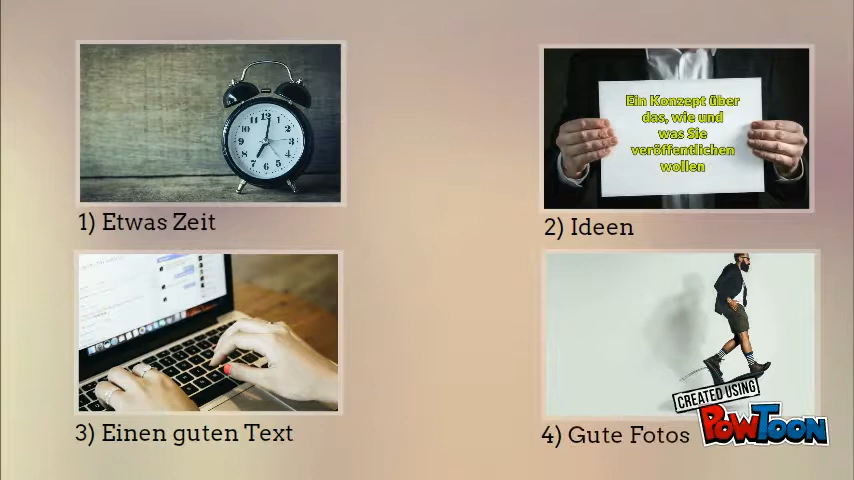 Ein Konzept über
das, wie und
was Sie
veröffentlichen
wollen
1) Etwas Zeit
2) Ideen
3) Einen guten Text
4) Gute Fotos
CREATED USING
POWTOON